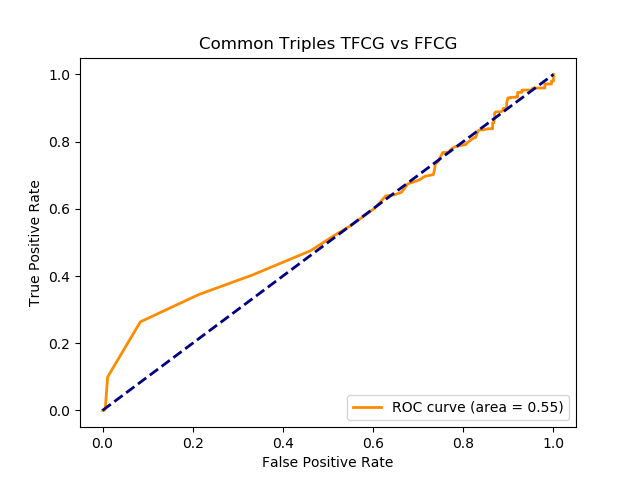 Common Triples TFCG vs FFCG
True Positive Rate
1.0
0.8
0.6
0.4
0.2
0.0
ROC curve (area = 0.55)
0.0 0.2 0.4 0.6 0.8 1.0
False Positive Rate